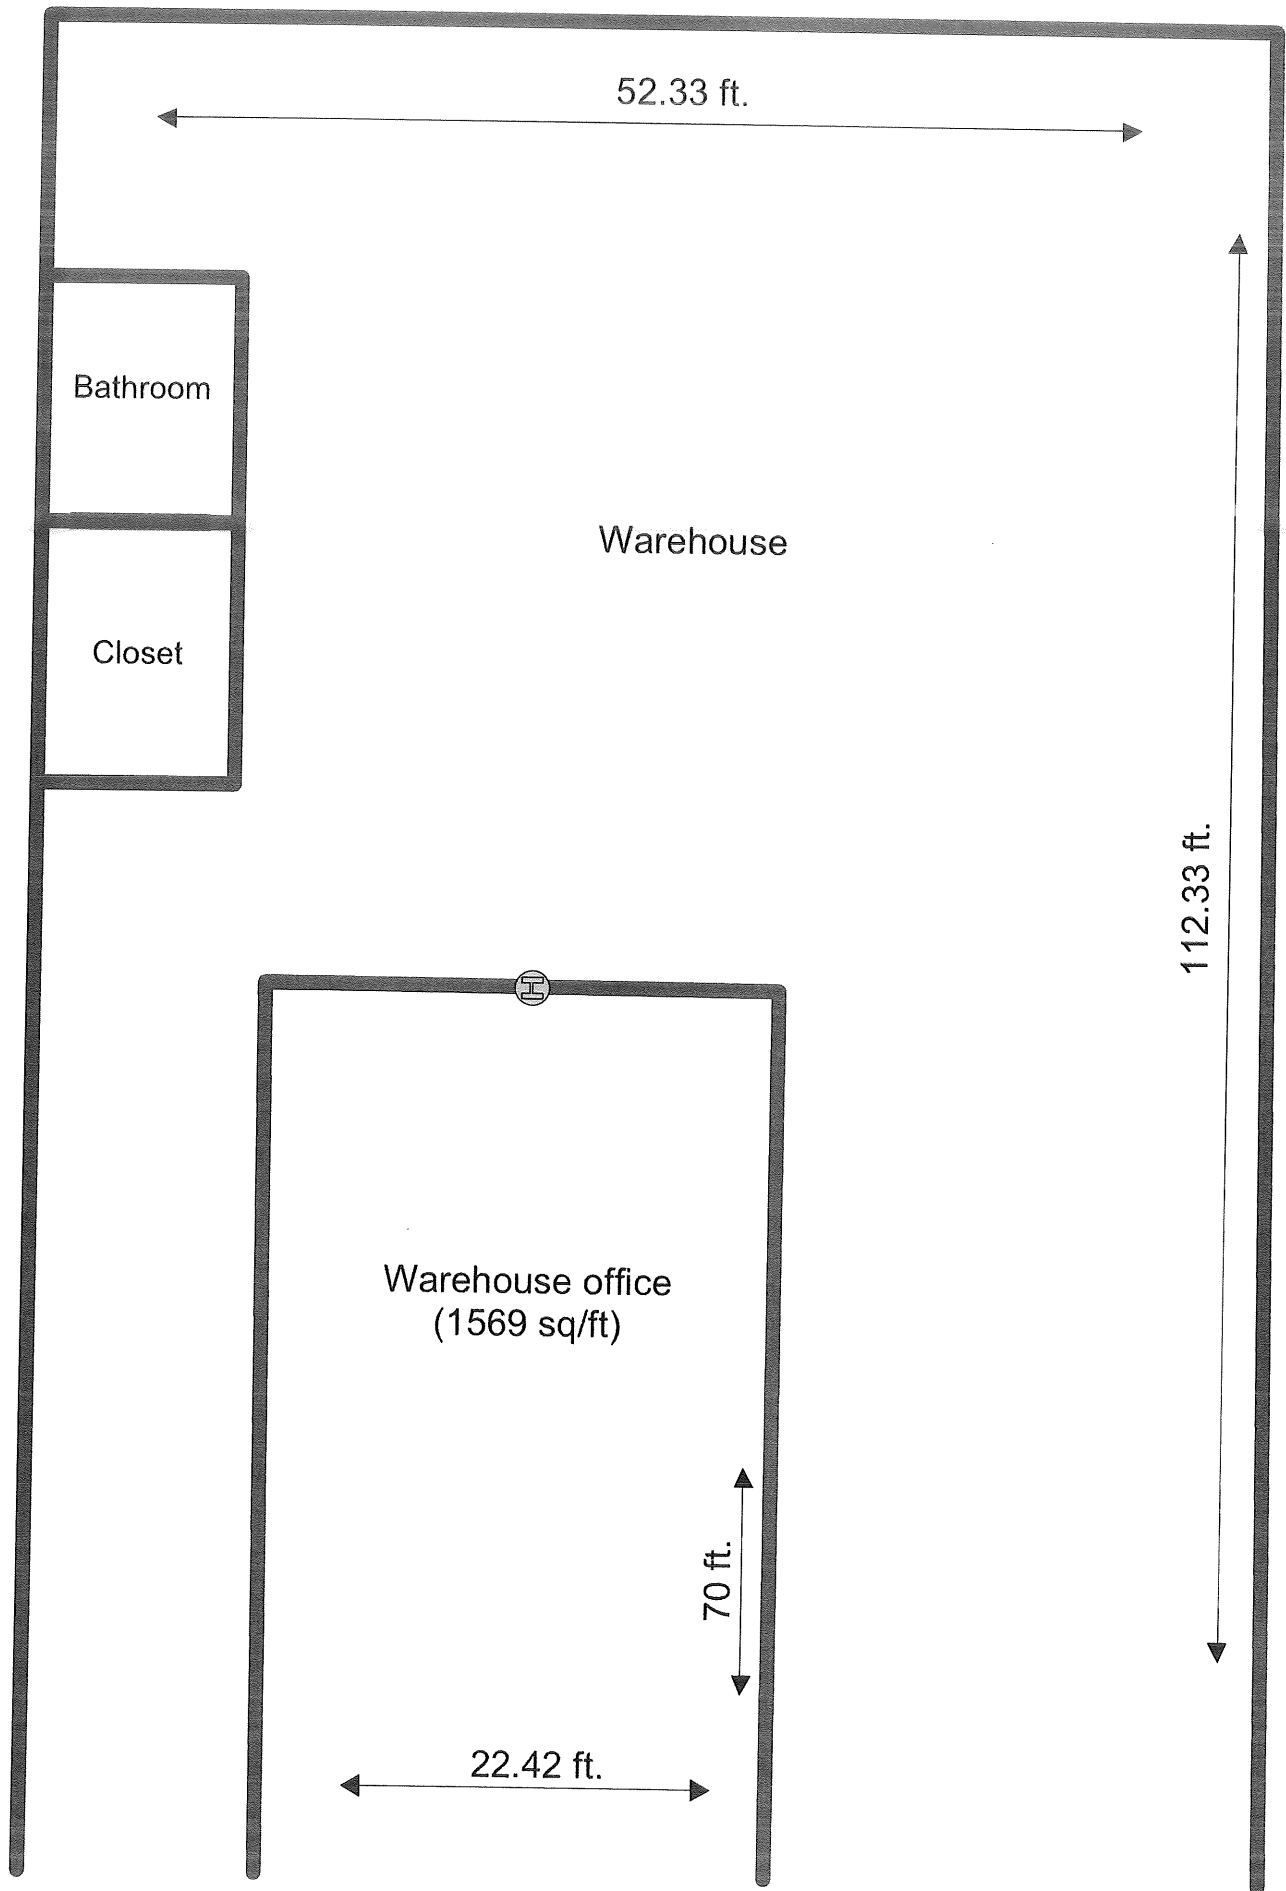 52.33 ft.
Bathroom
Warehouse
Closet
112.33 ft.
Warehouse office
(1569 sq/ft)
70 ft.
22.42 ft.